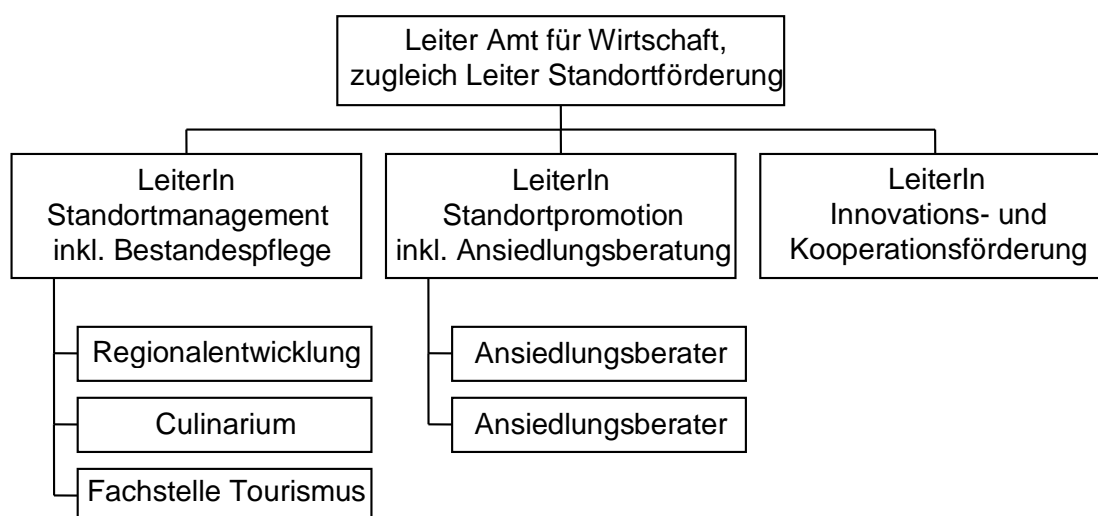 Leiter Amt für Wirtschaft,
zugleich Leiter Standortförderung
LeiterIn
Standortmanagement
inkl. Bestandespflege
LeiterIn
Standortpromotion
inkl. Ansiedlungsberatung
LeiterIn
Innovations- und
Kooperationsförderung
Regionalentwicklung
Culinarium
Fachstelle Tourismus
Ansiedlungsberater
Ansiedlungsberater